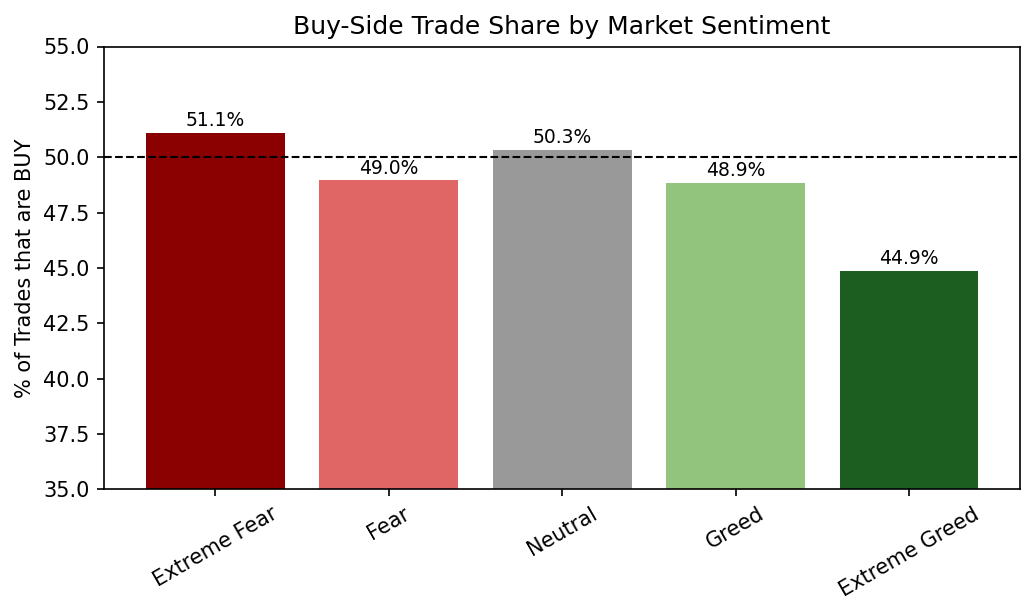 Buy-Side Trade Share by Market Sentiment
% of Trades that are BUY
55.0
52.5
50.0
47.5
45.0
42.5
40.0
37.5
35.0
51.1%
49.0%
50.3%
48.9%
44.9%
Extreme Fear
Fear
Neutral
Greed
Extreme Greed